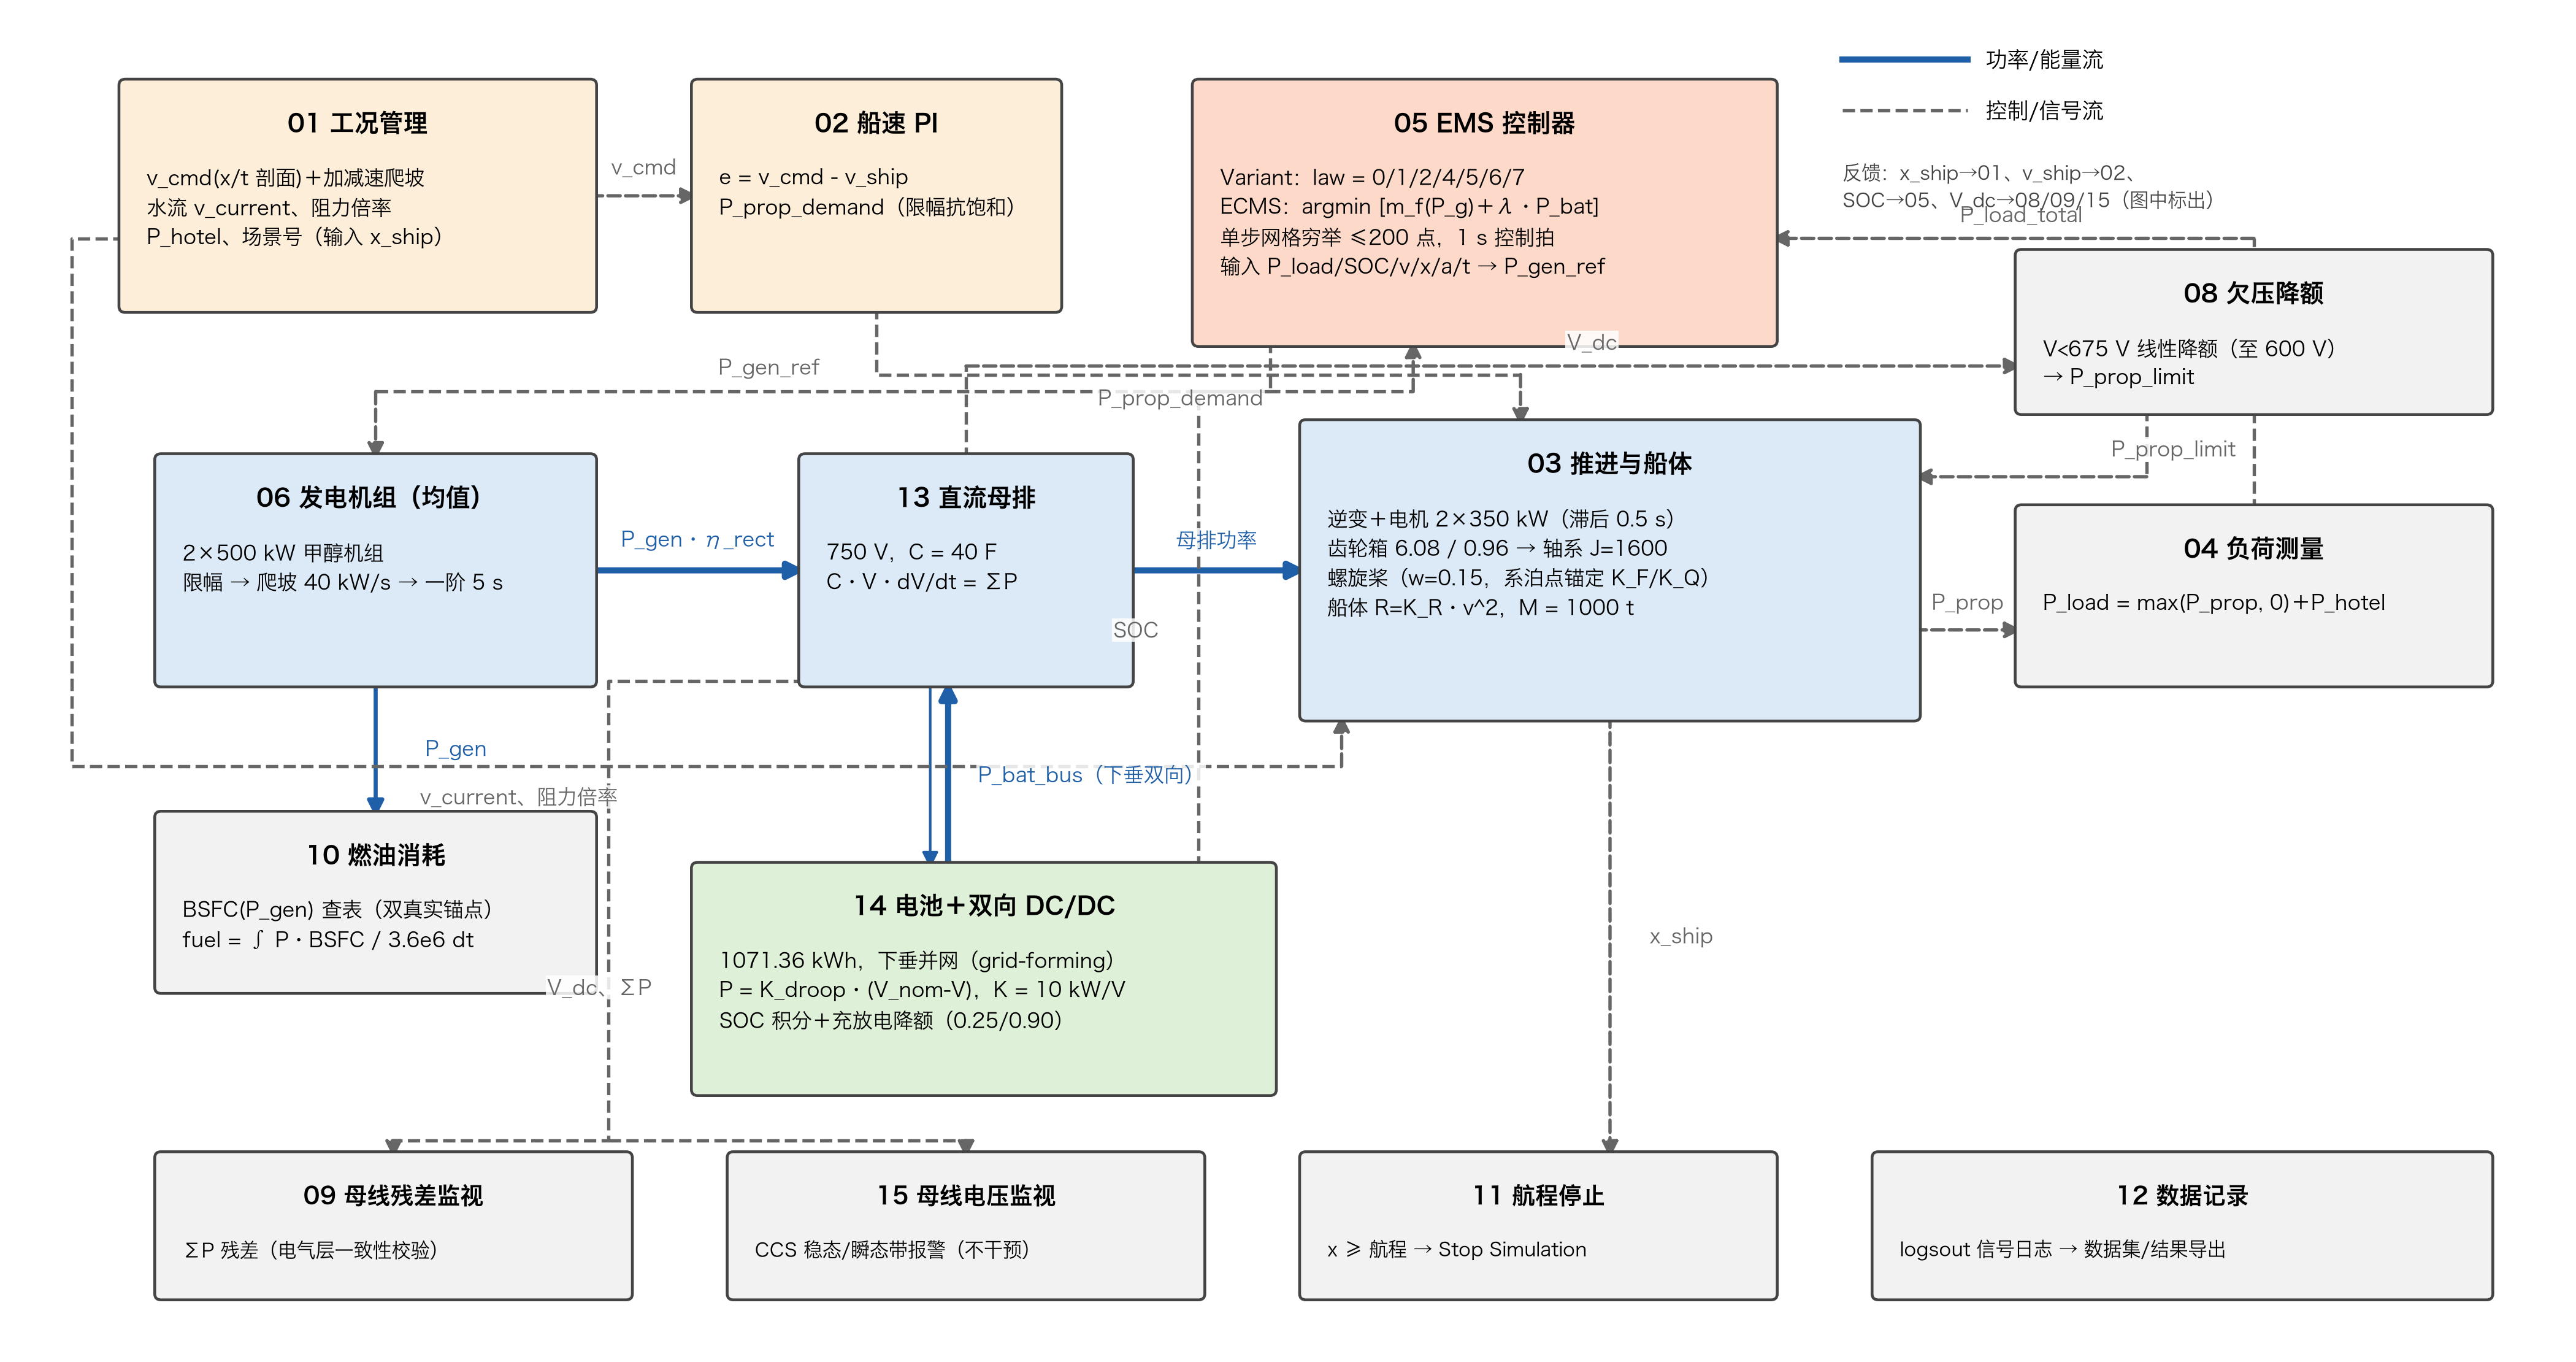 功率/能量流
控制/信号流
反馈：x_ship→01、v_ship→02、
SOC→05、V_dc→08/09/15（图中标出）
01 工况管理
v_cmd(x/t 剖面)＋加减速爬坡
水流 v_current、阻力倍率
P_hotel、场景号（输入 x_ship）
v_cmd
02 船速 PI
e = v_cmd - v_ship
P_prop_demand（限幅抗饱和）
05 EMS 控制器
Variant：law = 0/1/2/4/5/6/7
ECMS：argmin [m_f(P_g)＋λ・P_bat]
单步网格穷举 ≤200 点，1 s 控制拍
输入 P_load/SOC/v/x/a/t → P_gen_ref
P_load_total
08 欠压降额
V<675 V 线性降额（至 600 V）
→ P_prop_limit
V_dc
P_gen_ref
P_prop_demand
P_prop_limit
06 发电机组（均值）
2×500 kW 甲醇机组
限幅 → 爬坡 40 kW/s → 一阶 5 s
P_gen・η_rect
13 直流母排
750 V，C = 40 F
C・V・dV/dt = ΣP
母排功率
SOC
03 推进与船体
逆变＋电机 2×350 kW（滞后 0.5 s）
齿轮箱 6.08 / 0.96 → 轴系 J=1600
螺旋桨（w=0.15，系泊点锚定 K_F/K_Q）
船体 R=K_R・v^2，M = 1000 t
P_prop
04 负荷测量
P_load = max(P_prop, 0)＋P_hotel
P_gen
P_bat_bus（下垂双向）
v_current、阻力倍率
10 燃油消耗
BSFC(P_gen) 查表（双真实锚点）
fuel = ∫ P・BSFC / 3.6e6 dt
V_dc、ΣP
14 电池＋双向 DC/DC
1071.36 kWh，下垂并网（grid-forming）
P = K_droop・(V_nom-V)，K = 10 kW/V
SOC 积分＋充放电降额（0.25/0.90）
x_ship
09 母线残差监视
ΣP 残差（电气层一致性校验）
15 母线电压监视
CCS 稳态/瞬态带报警（不干预）
11 航程停止
x ≥ 航程 → Stop Simulation
12 数据记录
logsout 信号日志 → 数据集/结果导出